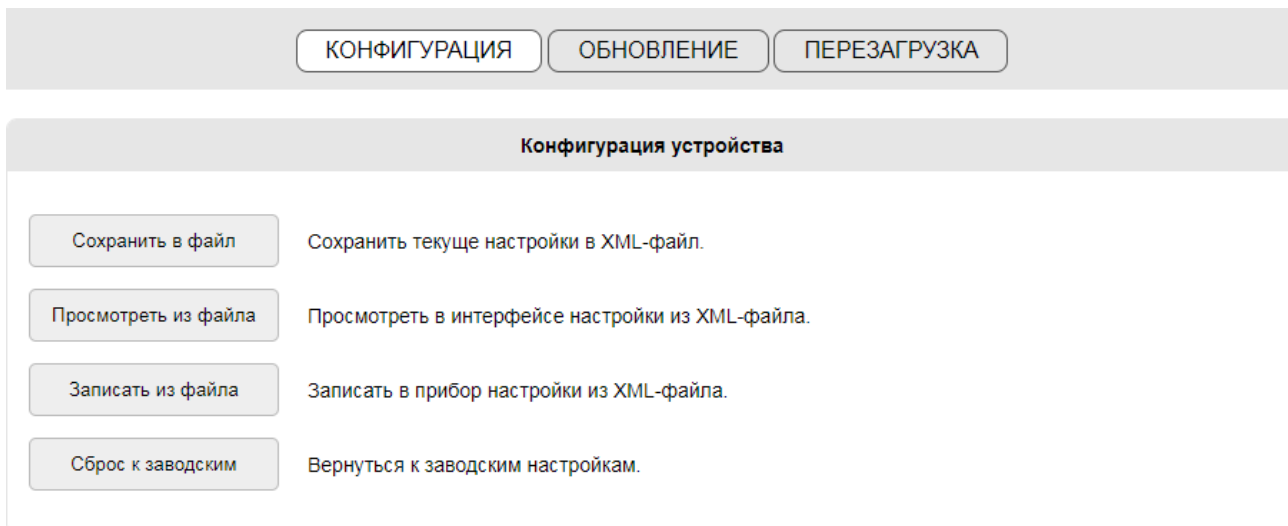 КОНФИГУРАЦИЯ ОБНОВЛЕНИЕ ПЕРЕЗАГРУЗКА
Конфигурация устройства
Сохранить в файл Сохранить текуще настройки в XML-файл.
Просмотреть из файла Просмотреть в интерфейсе настройки из XML-файла.
Записать из файла Записать в прибор настройки из XML-файла.
Сброс к заводским Вернуться к заводским настройкам.